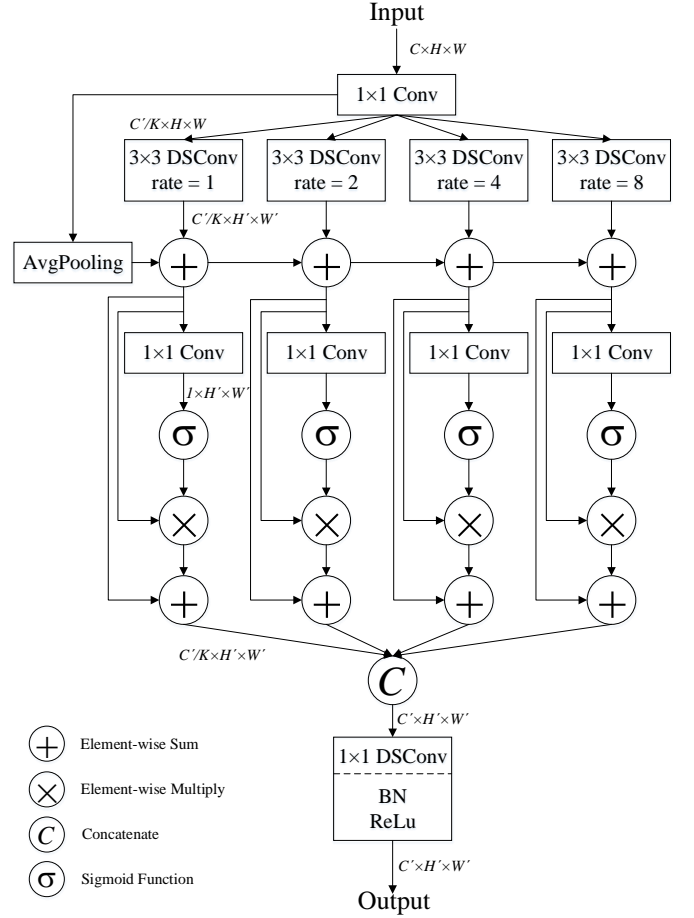 Input
C×H×W
1×1 Conv
C′/K×H×W
3×3 DSConv
rate = 1
3×3 DSConv
rate = 2
3×3 DSConv
rate = 4
3×3 DSConv
rate = 8
C′/K×H′×W′
AvgPooling
+
+
+
+
1×1 Conv
1×1 Conv
1×1 Conv
1×1 Conv
1×H′×W′
σ
σ
σ
σ
×
×
×
×
+
+
+
+
C′/K×H′×W′
C
C′×H′×W′
1×1 DSConv
BN
ReLu
C′×H′×W′
Output
+ Element-wise Sum
× Element-wise Multiply
C Concatenate
σ Sigmoid Function